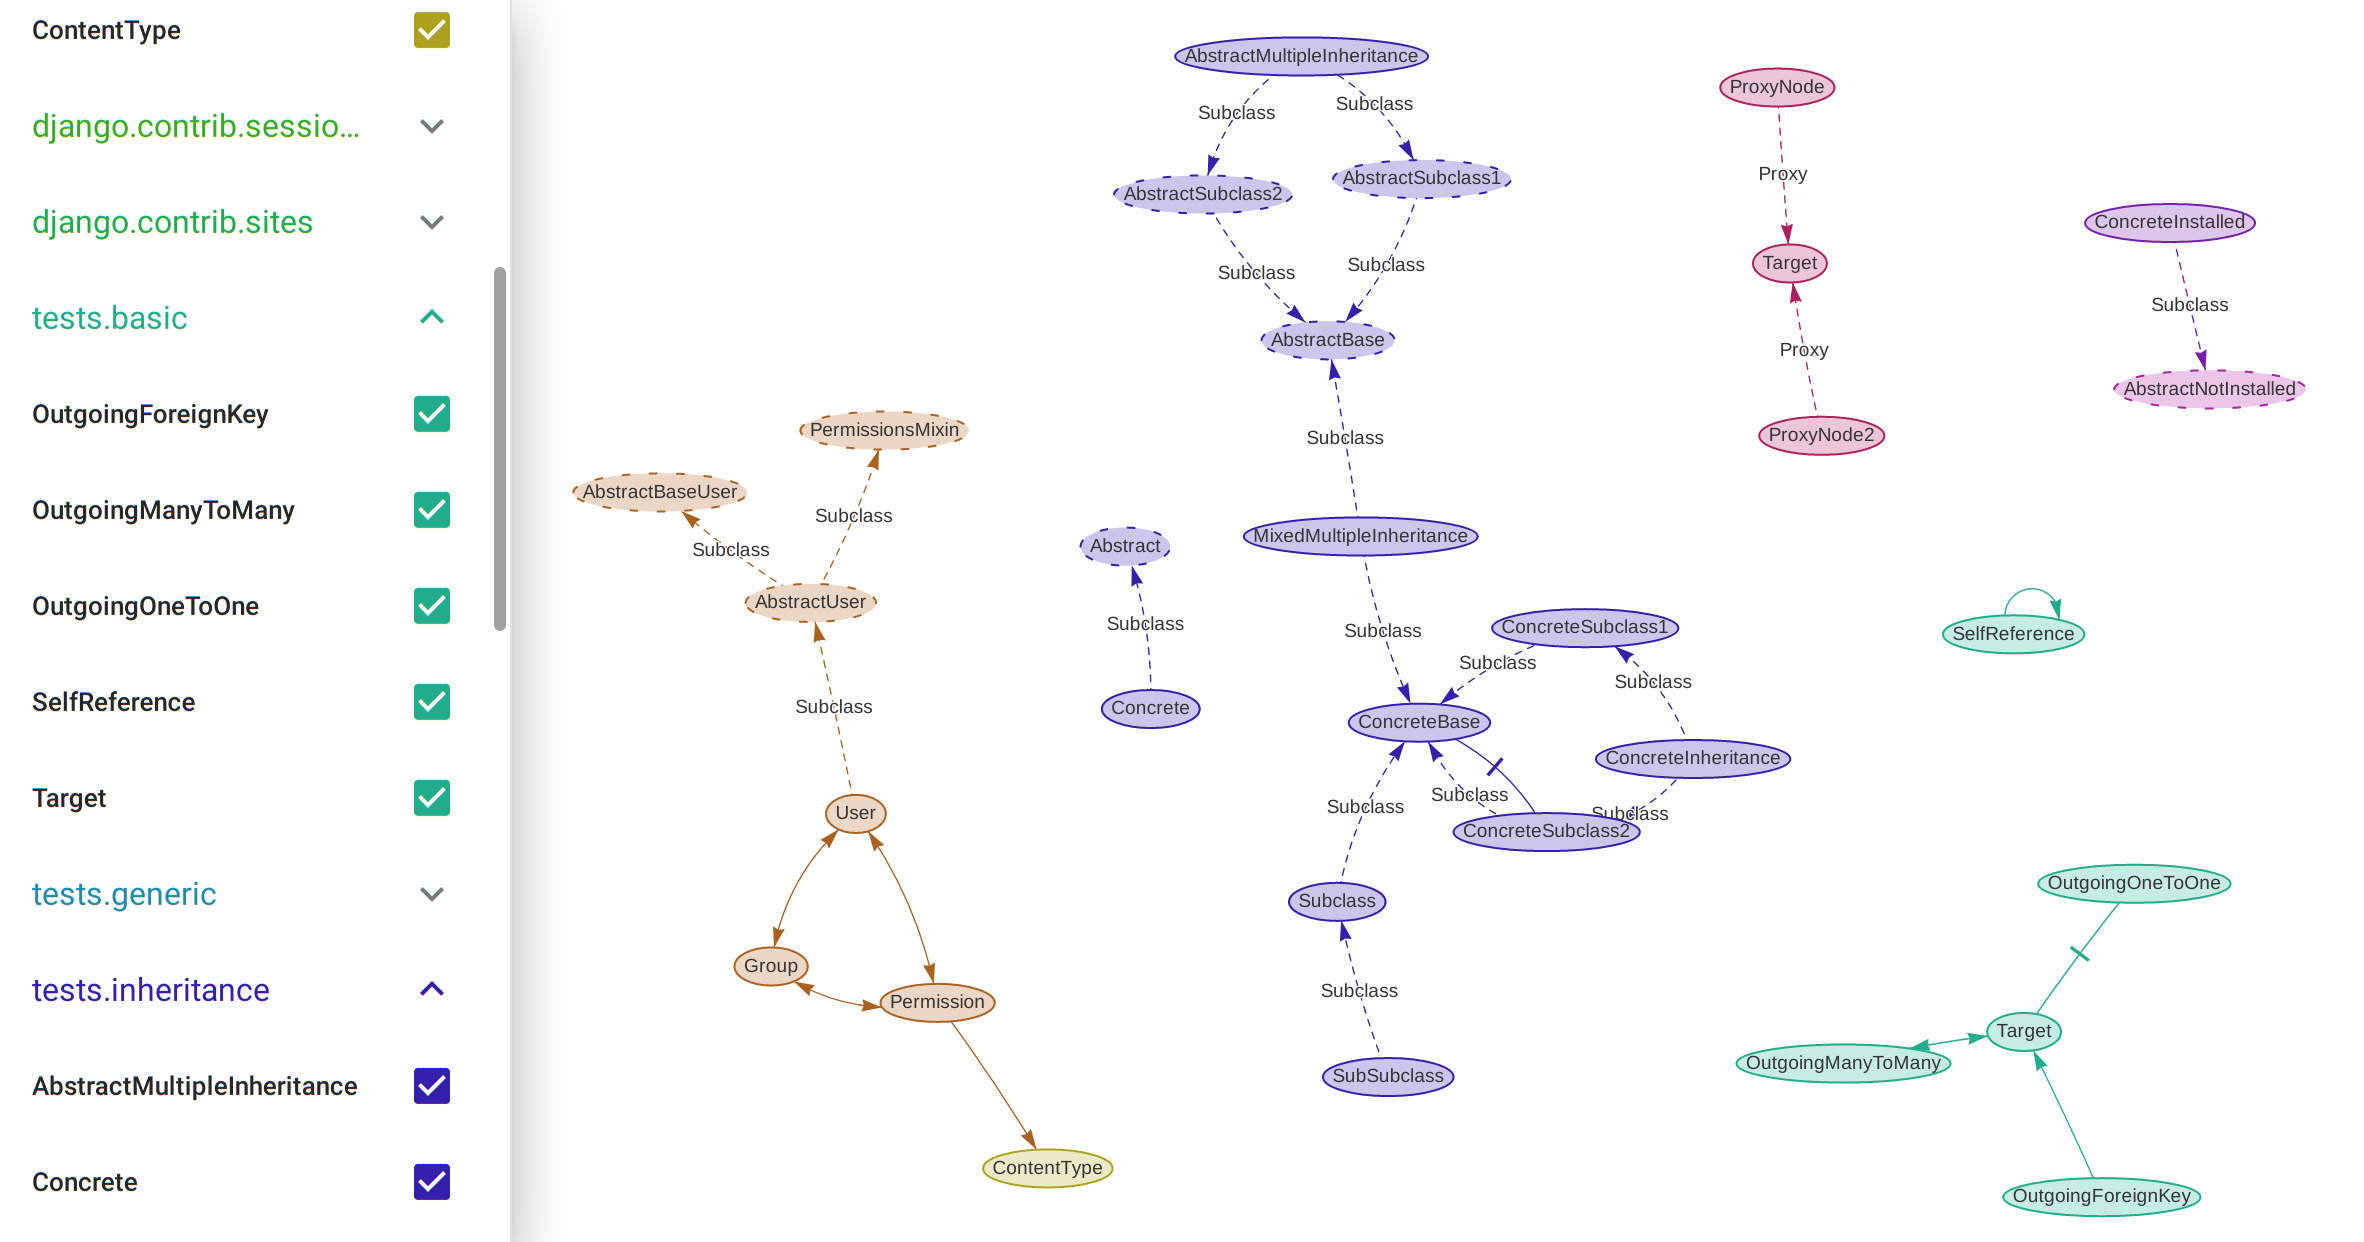 ContentType
django.contrib.sessio...
django.contrib.sites
tests.basic
OutgoingForeignKey
OutgoingManyToMany
OutgoingOneToOne
SelfReference
Target
tests.generic
tests.inheritance
AbstractMultipleInheritance
Concrete
AbstractMultipleInheritance
Subclass
Subclass
AbstractSubclass2
AbstractSubclass1
Subclass
Subclass
AbstractBase
Subclass
MixedMultipleInheritance
Subclass
ConcreteSubclass1
Subclass
Subclass
ConcreteBase
ConcreteInheritance
Subclass
Subclass
Subclass
ConcreteSubclass2
Subclass
Subclass
SubSubclass
PermissionsMixin
AbstractBaseUser
Subclass
Subclass
AbstractUser
Subclass
User
Group
Permission
ContentType
Abstract
Subclass
Concrete
ProxyNode
Proxy
Target
Proxy
ProxyNode2
ConcreteInstalled
Subclass
AbstractNotInstalled
SelfReference
OutgoingOneToOne
Target
OutgoingManyToMany
OutgoingForeignKey